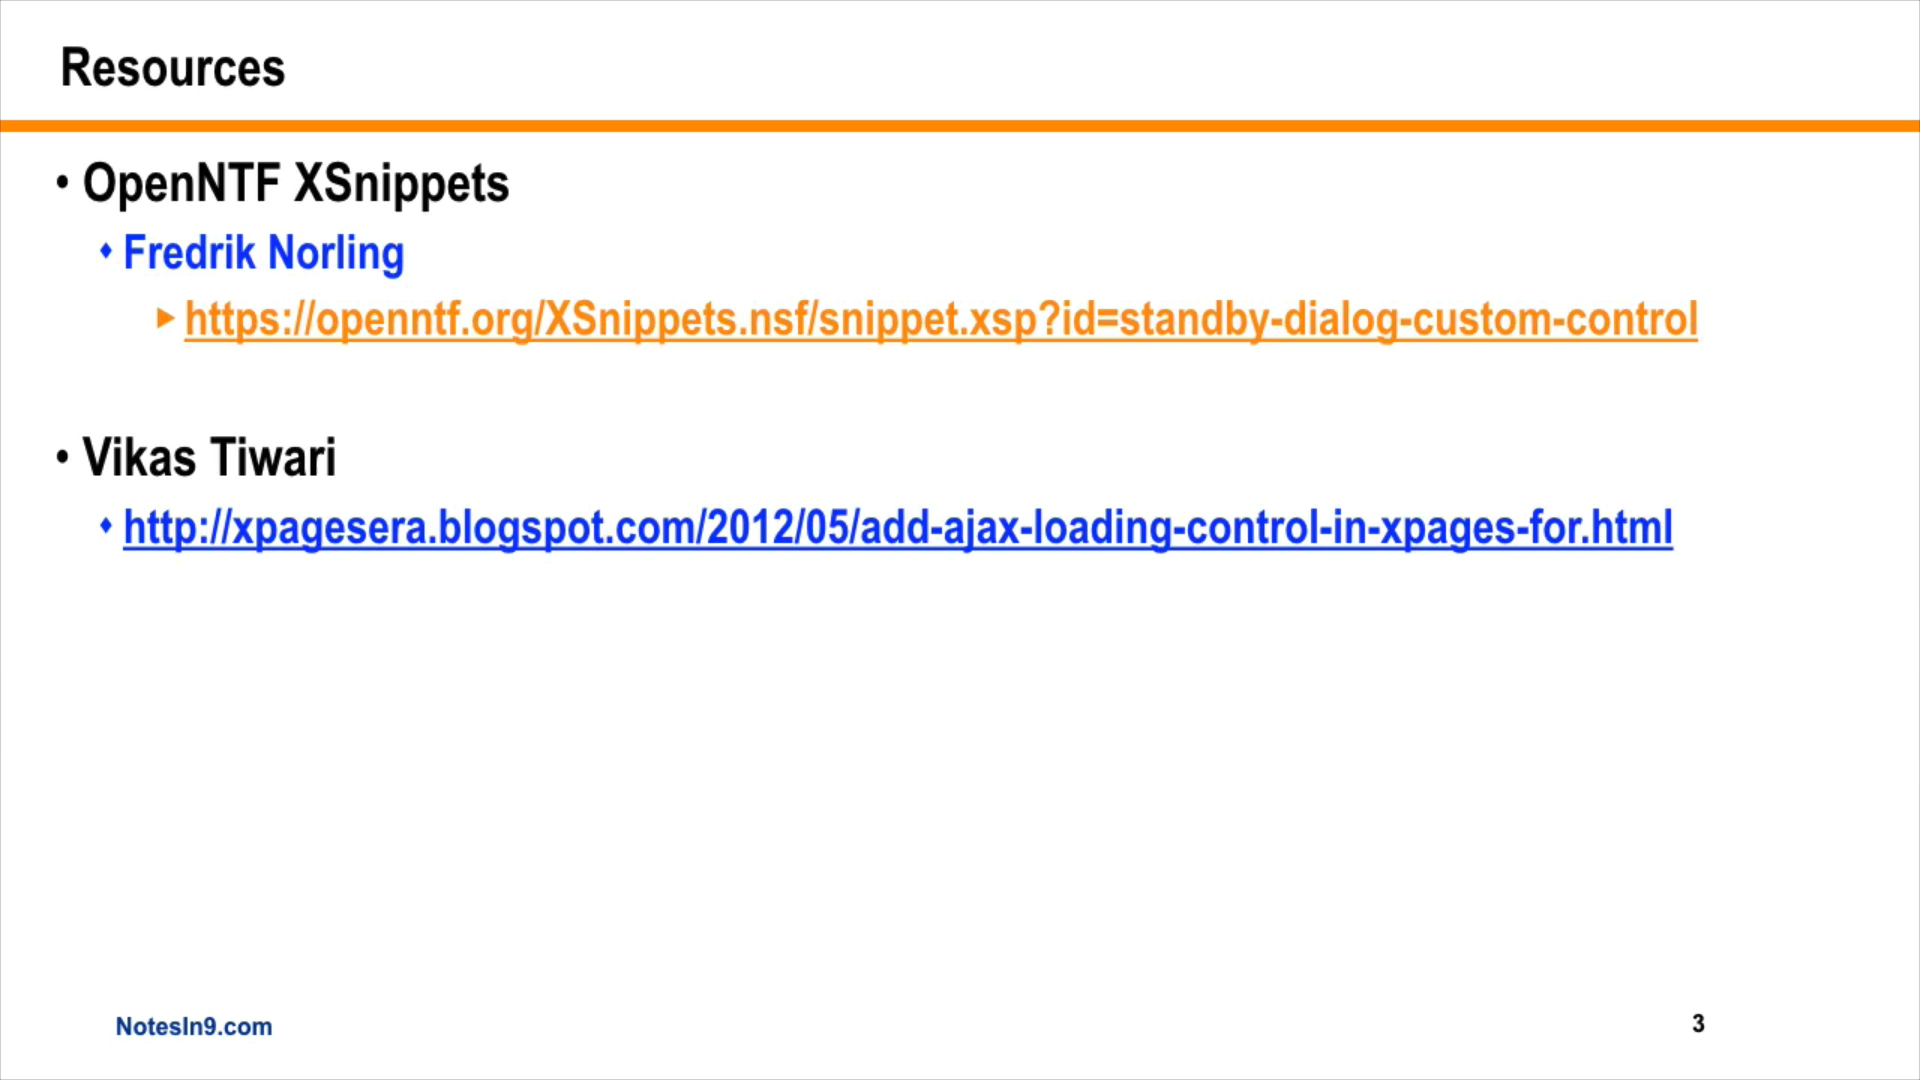 Resources
• OpenNTF XSnippets
♦ Fredrik Norling
► https://openntf.org/XSnippets.nsf/snippet.xsp?id=standby-dialog-custom-control
• Vikas Tiwari
♦ http://xpagesera.blogspot.com/2012/05/add-ajax-loading-control-in-xpages-for.html
NotesIn9.com
3